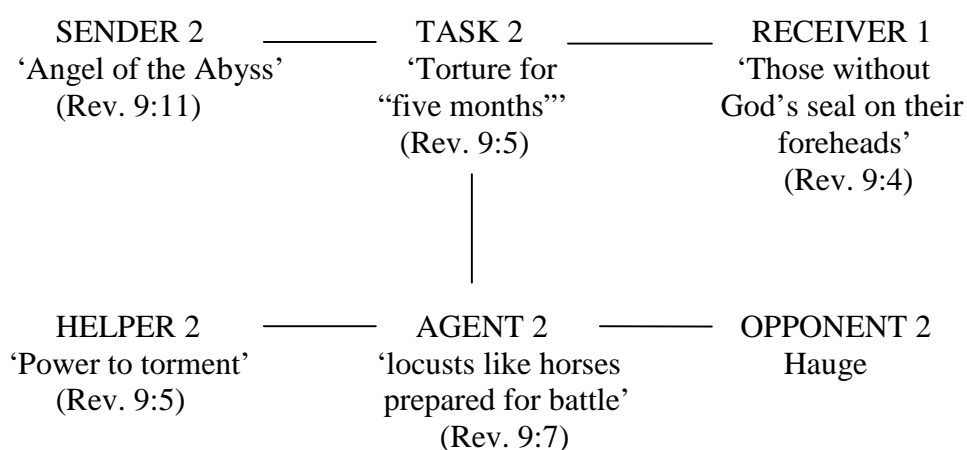 SENDER 2 TASK 2 RECEIVER 1
‘Angel of the Abyss’ ‘Torture for ‘Those without
(Rev. 9:11) “five months”’ God’s seal on their
(Rev. 9:5) foreheads’
(Rev. 9:4)
HELPER 2 AGENT 2 OPPONENT 2
‘Power to torment’ ‘locusts like horses Hauge
(Rev. 9:5) prepared for battle’
(Rev. 9:7)